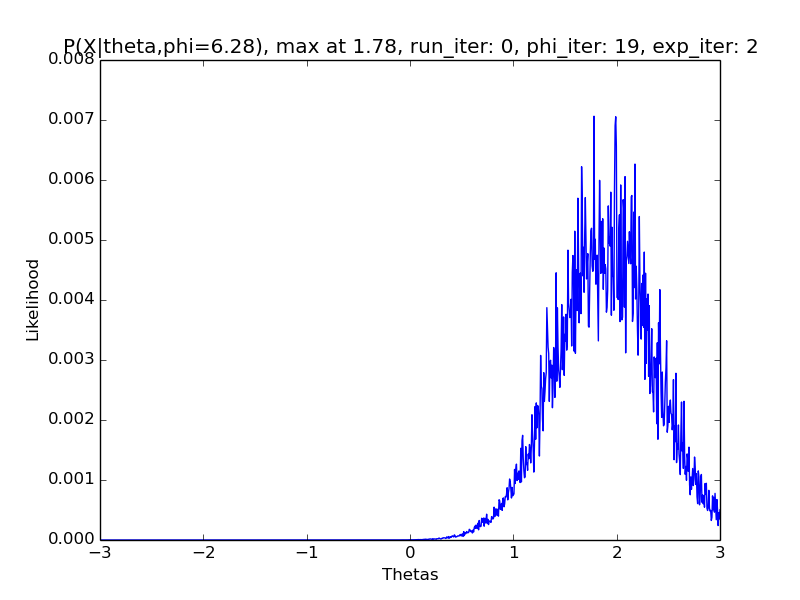 P(X|theta,phi=6.28), max at 1.78, run_iter: 0, phi_iter: 19, exp_iter: 2
0.008
0.007
0.006
0.005
0.004
0.003
0.002
0.001
0.000
Likelihood
−3 −2 −1 0 1 2 3
Thetas